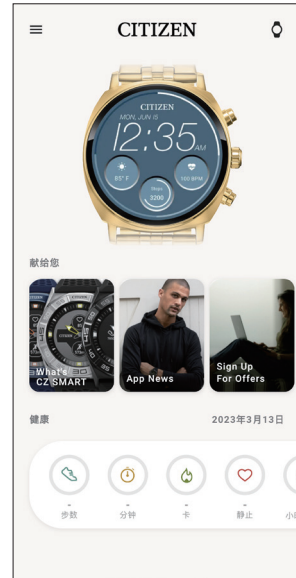 CITIZEN
CITIZEN
MON, JUN 15
12:35 AM
85° F
100 BPM
Steps
3200
献给您
What's
CZ SMART
App News
Sign Up
For Offers
健康
2023年3月13日
步数
分钟
卡
静止